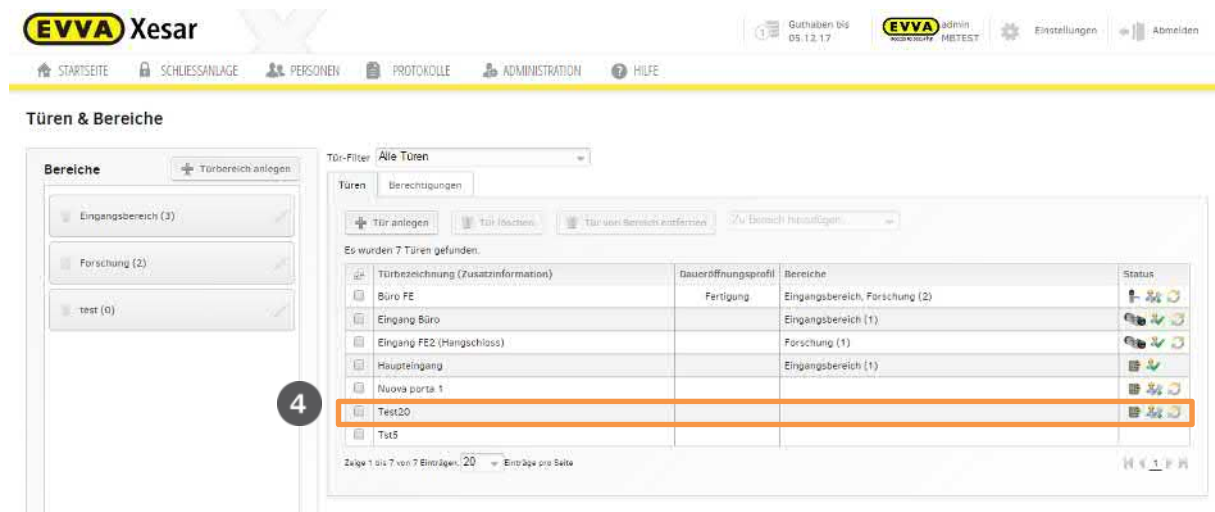 EVVA Xesar
Guthaben bis
05.12.17
EVVA
admin
MBTEST
Einstellungen
Abmelden
STARTSEITE
SCHLIESSANLAGE
PERSONEN
PROTOKOLLE
ADMINISTRATION
HILFE
Türen & Bereiche
Bereiche
Türbereich anlegen
Eingangsbereich (3)
Forschung (2)
test (0)
Tür-Filter Alle Türen
Türen Berechtigungen
Tür anlegen Tür löschen Tür von Bereich entfernen Zu Bereich hinzufügen
Es wurden 7 Türen gefunden.
Türbezeichnung (Zusatzinformation) Daueröffnungsprofil Bereiche Status
Büro FE Fertigung Eingangsbereich, Forschung (2)
Eingang Büro Eingangsbereich (1)
Eingang FE2 (Hangschloss) Forschung (1)
Haupteingang Eingangsbereich (1)
Nuova porta 1
4
Test20
Tst5
Zeige 1 bis 7 von 7 Einträgen. 20 Einträge pro Seite
1